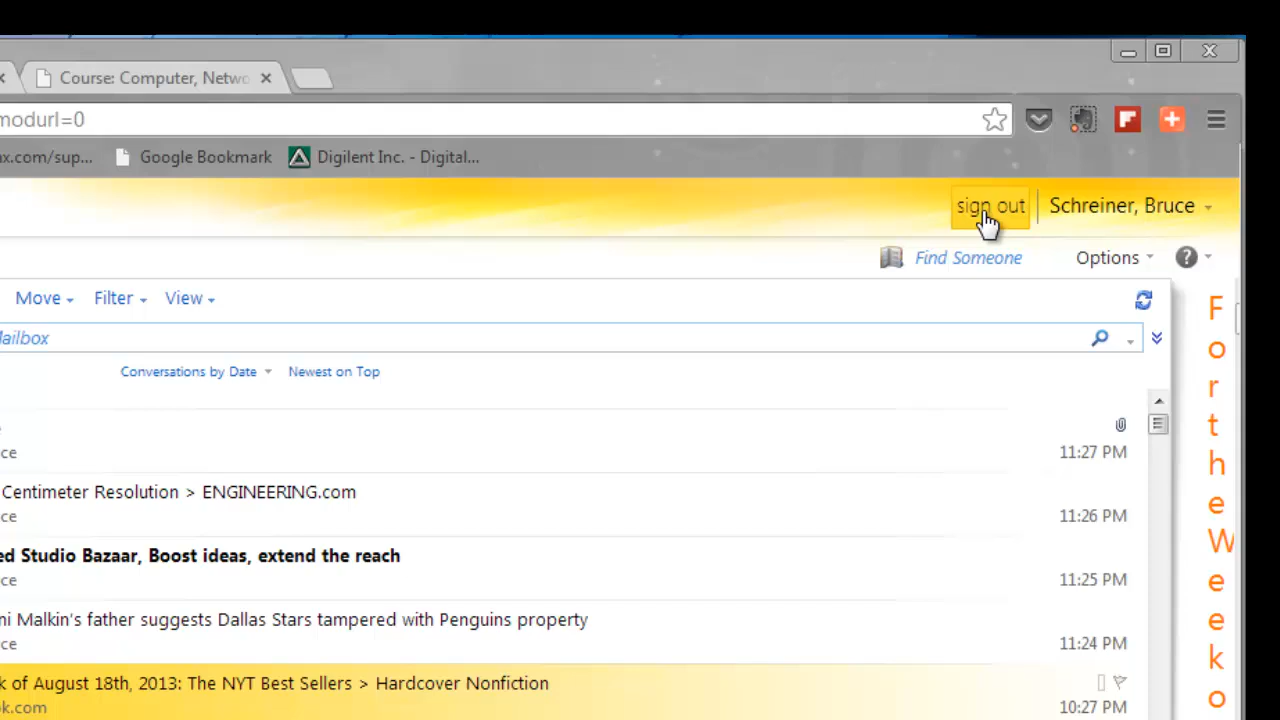 Course: Computer, Netwo
modurl=0
x.com/sup... Google Bookmark Digilent Inc. - Digital...
sign out Schreiner, Bruce
Find Someone Options
Move Filter View
Mailbox
Conversations by Date Newest on Top
ce
11:27 PM
Centimeter Resolution > ENGINEERING.com
ce 11:26 PM
ed Studio Bazaar, Boost ideas, extend the reach
ce 11:25 PM
ni Malkin's father suggests Dallas Stars tampered with Penguins property
ce 11:24 PM
k of August 18th, 2013: The NYT Best Sellers > Hardcover Nonfiction
ok.com 10:27 PM
F
o
r
t
h
e
W
e
e
k
o